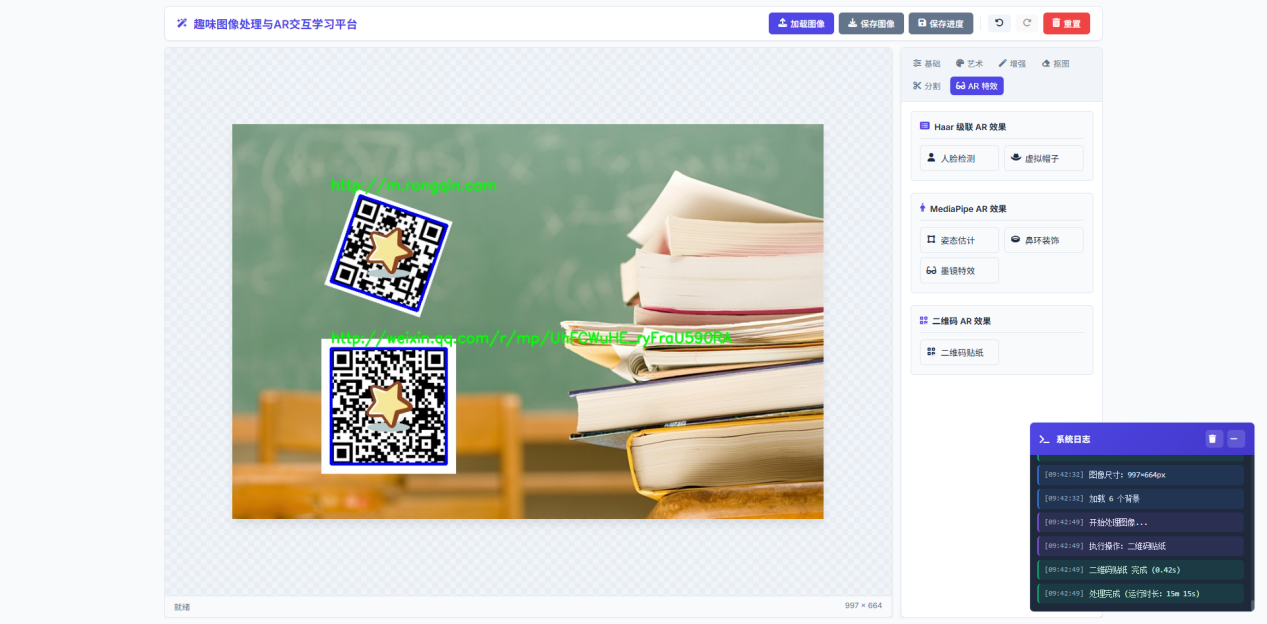 趣味图像处理与AR交互学习平台
加载图像 保存图像 保存进度 重置
基础 艺术 增强 抠图
分割 AR 特效
Haar 级联 AR 效果
人脸检测 虚拟帽子
MediaPipe AR 效果
姿态估计 鼻环装饰
墨镜特效
二维码 AR 效果
二维码贴纸
http://m.rongqin.com
http://weixin.qq.com/r/mp/UhFCWuHE_ryFraU590RA
系统日志
[09:42:32] 图像尺寸: 997×664px
[09:42:32] 加载 6 个背景
[09:42:49] 开始处理图像...
[09:42:49] 执行操作: 二维码贴纸
[09:42:49] 二维码贴纸 完成 (0.42s)
[09:42:49] 处理完成 (运行时长: 15m 15s)
就绪 997 × 664